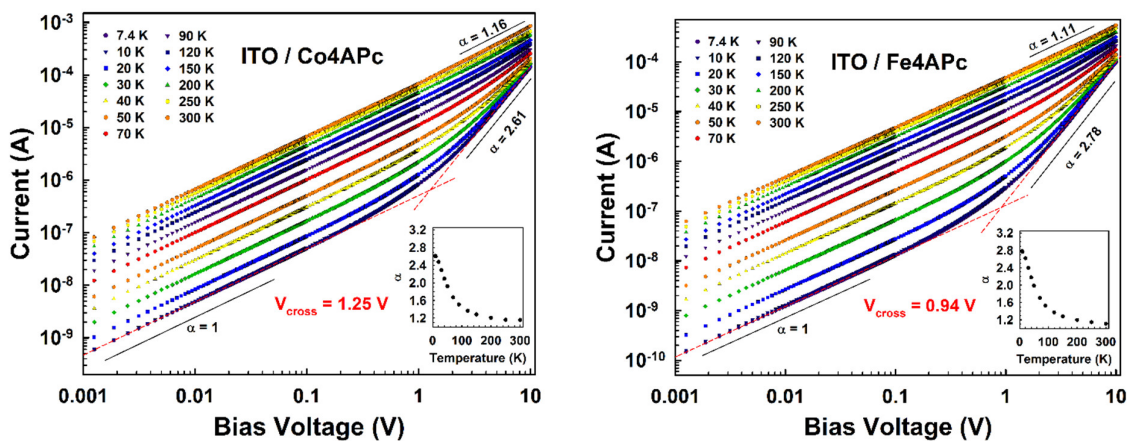 10⁻³
10⁻⁴
10⁻⁵
10⁻⁶
10⁻⁷
10⁻⁸
10⁻⁹
Current (A)
7.4 K
10 K
20 K
30 K
40 K
50 K
70 K
90 K
120 K
150 K
200 K
250 K
300 K
ITO / Co4APc
α = 1.16
α = 2.61
α = 1
V_cross = 1.25 V
3.2
2.8
2.4
2.0
1.6
1.2
α
0 100 200 300
Temperature (K)
0.001 0.01 0.1 1 10
Bias Voltage (V)
10⁻⁴
10⁻⁵
10⁻⁶
10⁻⁷
10⁻⁸
10⁻⁹
10⁻¹⁰
Current (A)
7.4 K
10 K
20 K
30 K
40 K
50 K
70 K
90 K
120 K
150 K
200 K
250 K
300 K
ITO / Fe4APc
α = 1.11
α = 2.78
α = 1
V_cross = 0.94 V
3.2
2.8
2.4
2.0
1.6
1.2
α
0 100 200 300
Temperature (K)
0.001 0.01 0.1 1 10
Bias Voltage (V)